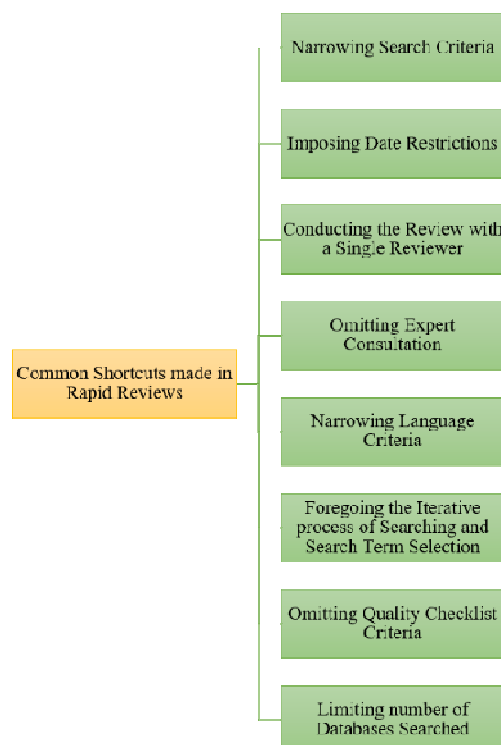 Narrowing Search Criteria
Imposing Date Restrictions
Conducting the Review with
a Single Reviewer
Omitting Expert
Consultation
Common Shortcuts made in
Rapid Reviews
Narrowing Language
Criteria
Foregoing the Iterative
process of Searching and
Search Term Selection
Omitting Quality Checklist
Criteria
Limiting number of
Databases Searched